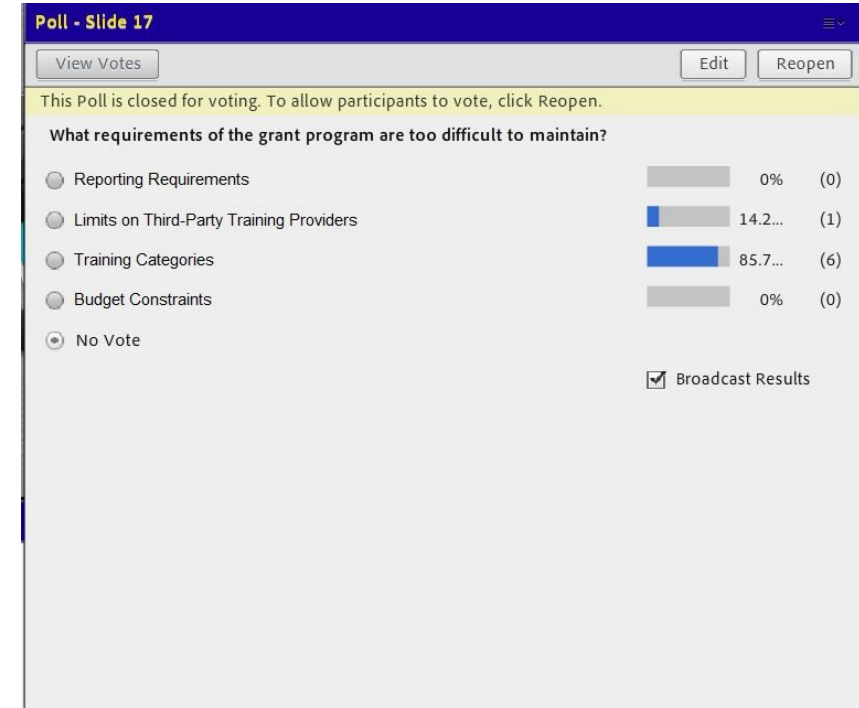 Poll - Slide 17
View Votes Edit Reopen
This Poll is closed for voting. To allow participants to vote, click Reopen.
What requirements of the grant program are too difficult to maintain?
Reporting Requirements 0% (0)
Limits on Third-Party Training Providers 14.2... (1)
Training Categories 85.7... (6)
Budget Constraints 0% (0)
No Vote
Broadcast Results